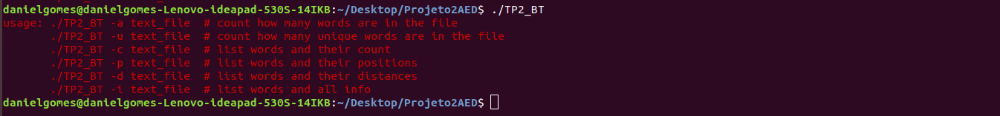 danielgomes@danielgomes-Lenovo-ideapad-530S-14IKB:~/Desktop/Projeto2AED$ ./TP2_BT
usage: ./TP2_BT -a text_file  # count how many words are in the file
       ./TP2_BT -u text_file  # count how many unique words are in the file
       ./TP2_BT -c text_file  # list words and their count
       ./TP2_BT -p text_file  # list words and their positions
       ./TP2_BT -d text_file  # list words and their distances
       ./TP2_BT -i text_file  # list words and all info
danielgomes@danielgomes-Lenovo-ideapad-530S-14IKB:~/Desktop/Projeto2AED$